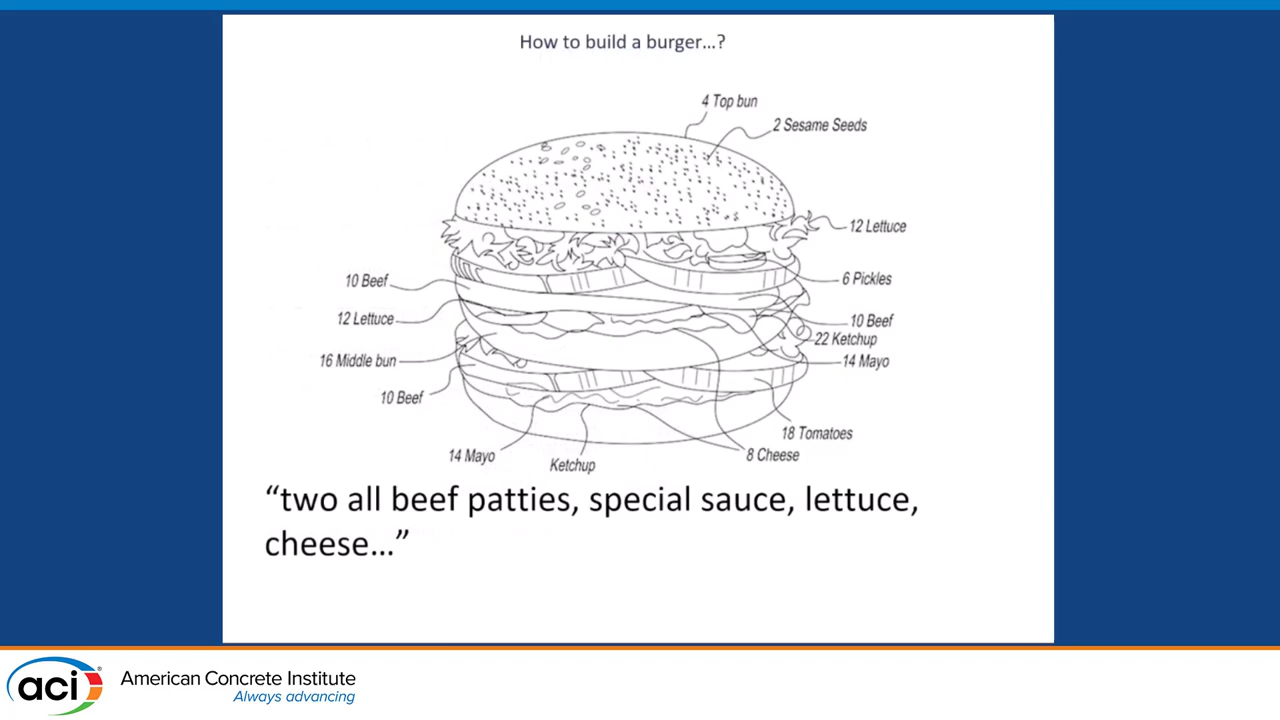 How to build a burger...?
4 Top bun
2 Sesame Seeds
12 Lettuce
10 Beef
6 Pickles
12 Lettuce
10 Beef
22 Ketchup
16 Middle bun
14 Mayo
10 Beef
18 Tomatoes
14 Mayo
Ketchup
8 Cheese
“two all beef patties, special sauce, lettuce,
cheese...”
aci®
American Concrete Institute
Always advancing